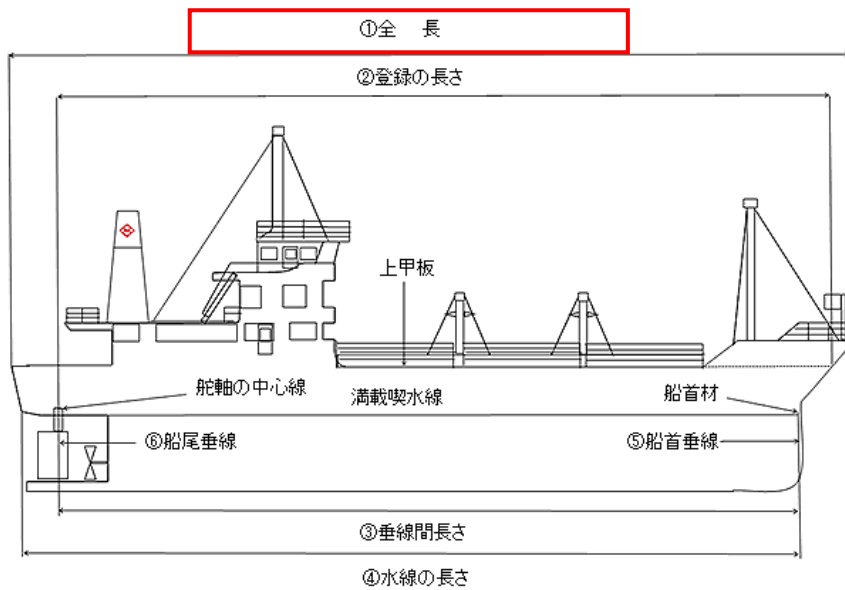 ①全　長
②登録の長さ
上甲板
舵軸の中心線
満載喫水線
船首材
⑥船尾垂線
⑤船首垂線
③垂線間長さ
④水線の長さ